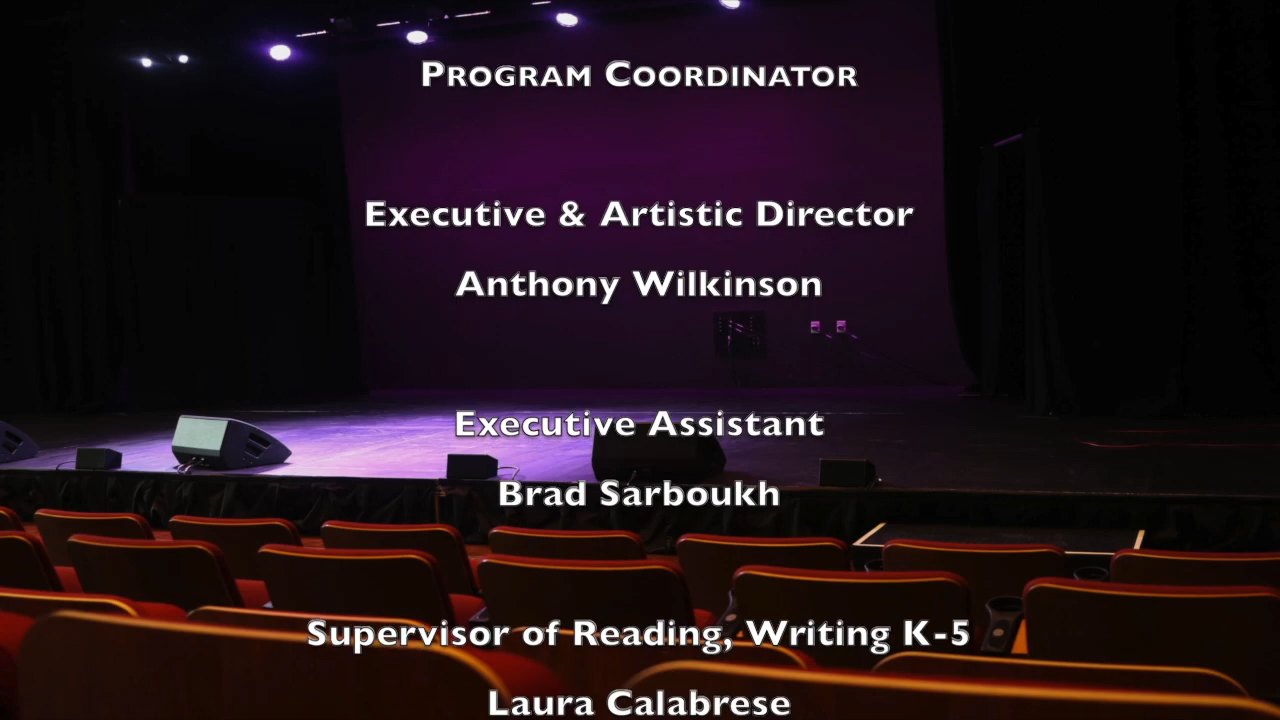 PROGRAM COORDINATOR
Executive & Artistic Director
Anthony Wilkinson
Executive Assistant
Brad Sarboukh
Supervisor of Reading, Writing K-5
Laura Calabrese